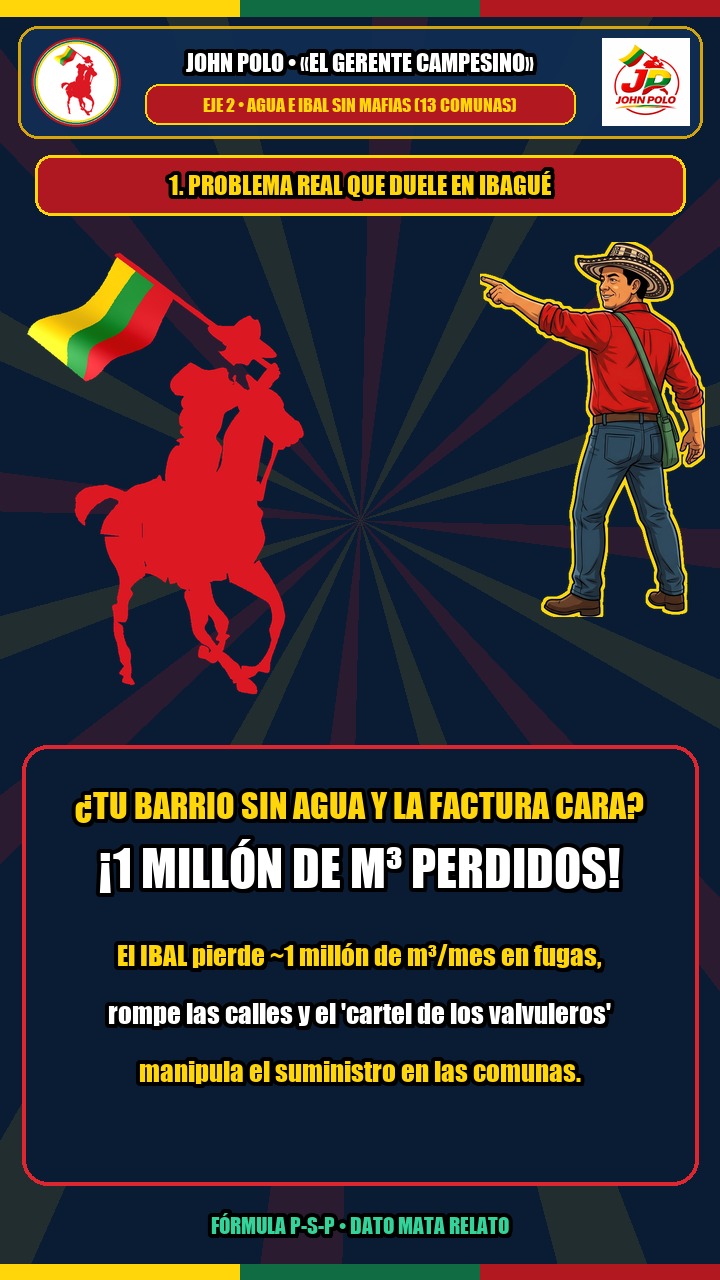 JOHN POLO • «EL GERENTE CAMPESINO»
EJE 2 • AGUA E IBAL SIN MAFIAS (13 COMUNAS)
JP
JOHN POLO
1. PROBLEMA REAL QUE DUELE EN IBAGUÉ
¿TU BARRIO SIN AGUA Y LA FACTURA CARA?
¡1 MILLÓN DE M³ PERDIDOS!
El IBAL pierde ~1 millón de m³/mes en fugas,
rompe las calles y el 'cartel de los valvuleros'
manipula el suministro en las comunas.
FÓRMULA P-S-P • DATO MATA RELATO